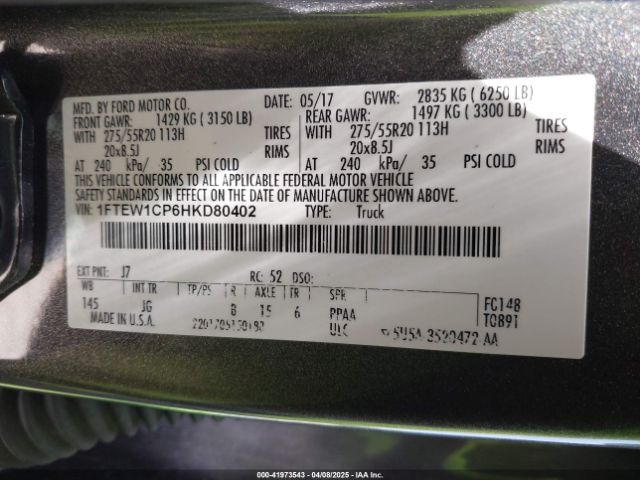 MFD. BY FORD MOTOR CO.
DATE: 05/17 GVWR: 2835 KG ( 6250 LB)
FRONT GAWR: 1429 KG ( 3150 LB)
REAR GAWR: 1497 KG ( 3300 LB)
WITH 275/55R20 113H TIRES
WITH 275/55R20 113H TIRES
20x8.5J RIMS
20x8.5J RIMS
AT 240 kPa/ 35 PSI COLD
AT 240 kPa/ 35 PSI COLD
THIS VEHICLE CONFORMS TO ALL APPLICABLE FEDERAL MOTOR VEHICLE
SAFETY STANDARDS IN EFFECT ON THE DATE OF MANUFACTURE SHOWN ABOVE.
VIN: 1FTEW1CP6HKD80402 TYPE: Truck
EXT PNT: J7 RC: 52 DSO:
WB INT TR TP/PS R AXLE TR SPR
145 JG B 15 6 PPAA
FC148
T0891
MADE IN U.S.A.
ULC
000-41973543 04/08/2025 IAAI, Inc.